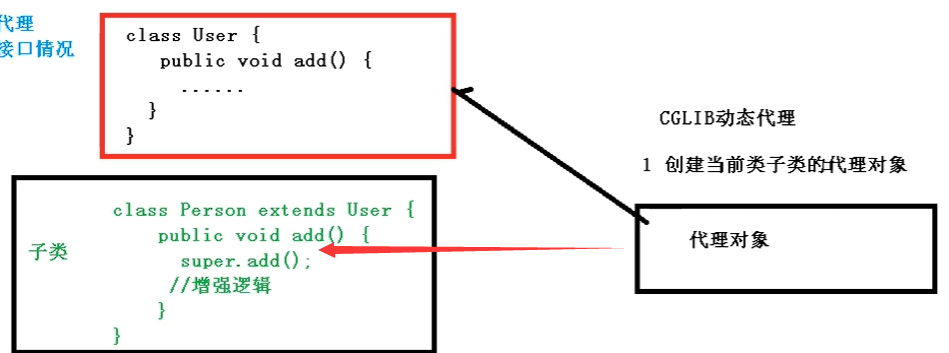 代理
接口情况
class User {
public void add() {
......
}
}
CGLIB动态代理
1 创建当前类子类的代理对象
代理对象
子类
class Person extends User {
public void add() {
super.add();
//增强逻辑
}
}